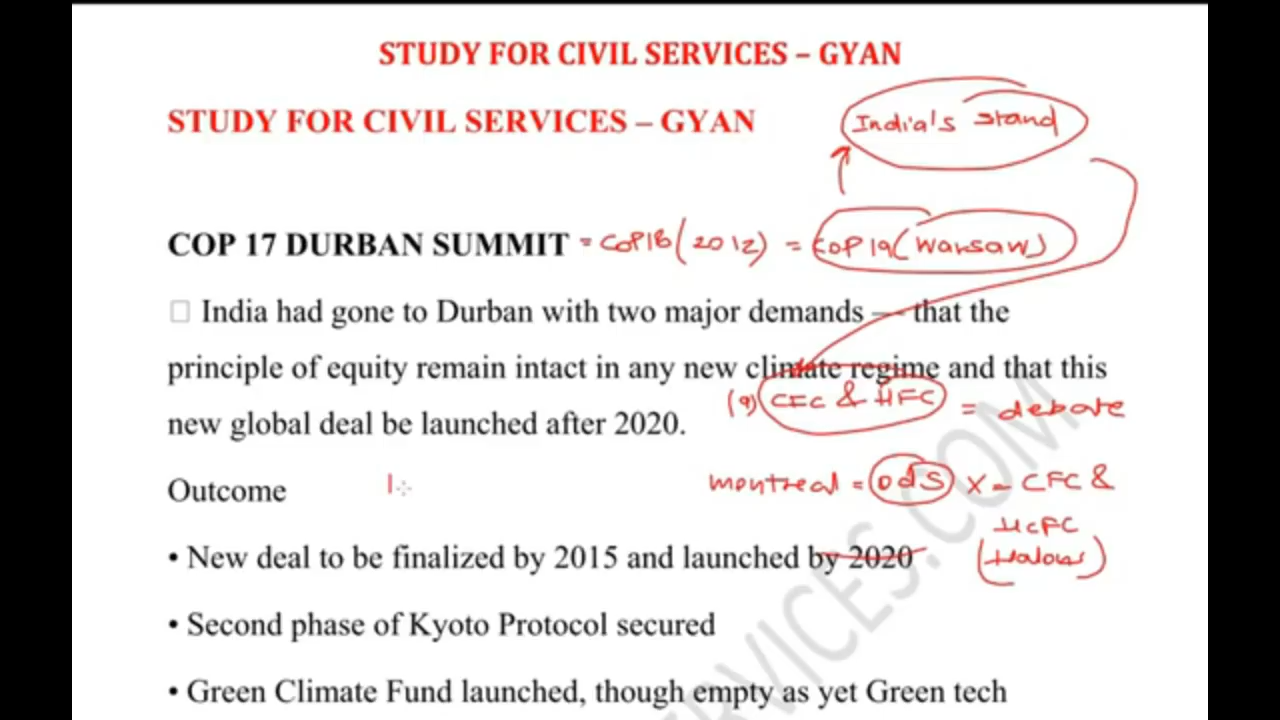 STUDY FOR CIVIL SERVICES – GYAN
STUDY FOR CIVIL SERVICES – GYAN
India's stand
COP 17 DURBAN SUMMIT = COP18 (2012) = COP19 (Warsaw)
India had gone to Durban with two major demands — that the
principle of equity remain intact in any new climate regime and that this
(9) CFC & HFC = debate
new global deal be launched after 2020.
Outcome
montreal = ODS x – CFC &
HCFC
New deal to be finalized by 2015 and launched by 2020
• Second phase of Kyoto Protocol secured
• Green Climate Fund launched, though empty as yet Green tech
SERVICES.COM